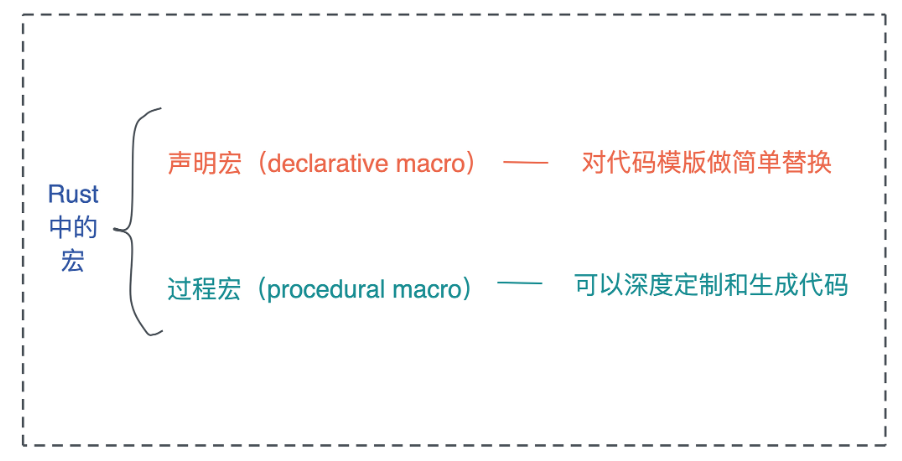 Rust
中的
宏
声明宏（declarative macro） 对代码模版做简单替换
过程宏（procedural macro） 可以深度定制和生成代码